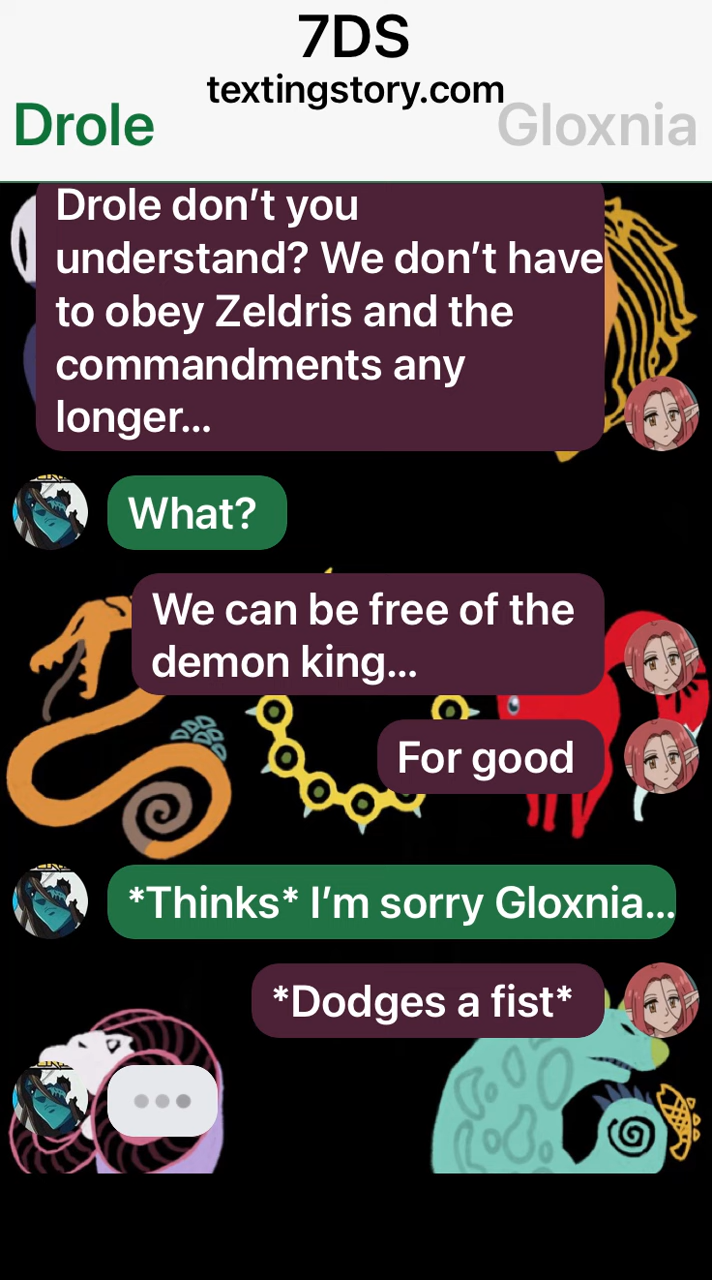 7DS
textingstory.com
Drole
Gloxnia
Drole don’t you
understand? We don’t have
to obey Zeldris and the
commandments any
longer...
What?
We can be free of the
demon king...
For good
*Thinks* I’m sorry Gloxnia...
*Dodges a fist*